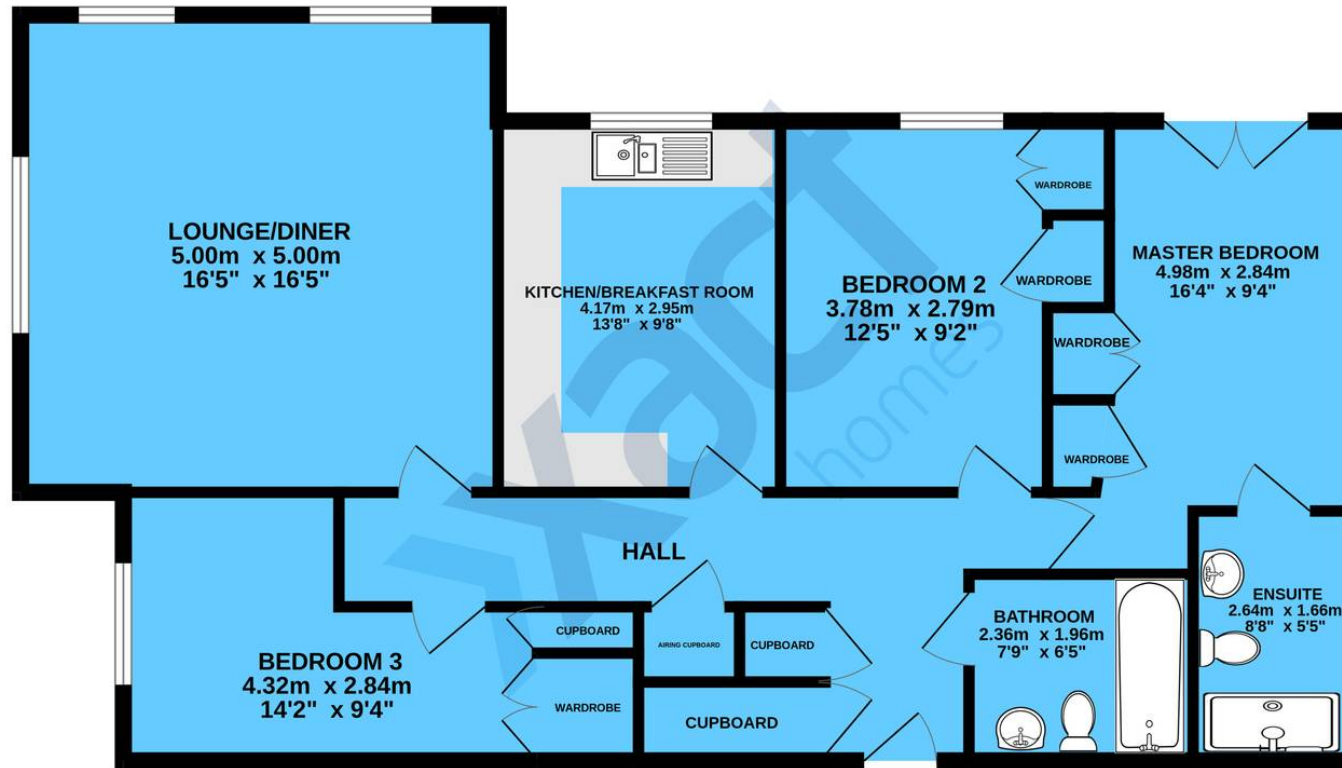 LOUNGE/DINER
5.00m x 5.00m
16'5" x 16'5"
KITCHEN/BREAKFAST ROOM
4.17m x 2.95m
13'8" x 9'8"
BEDROOM 2
3.78m x 2.79m
12'5" x 9'2"
WARDROBE
WARDROBE
WARDROBE
WARDROBE
MASTER BEDROOM
4.98m x 2.84m
16'4" x 9'4"
HALL
BEDROOM 3
4.32m x 2.84m
14'2" x 9'4"
CUPBOARD
WARDROBE
AIRING CUPBOARD
CUPBOARD
CUPBOARD
BATHROOM
2.36m x 1.96m
7'9" x 6'5"
ENSUITE
2.64m x 1.66m
8'8" x 5'5"
xact
homes